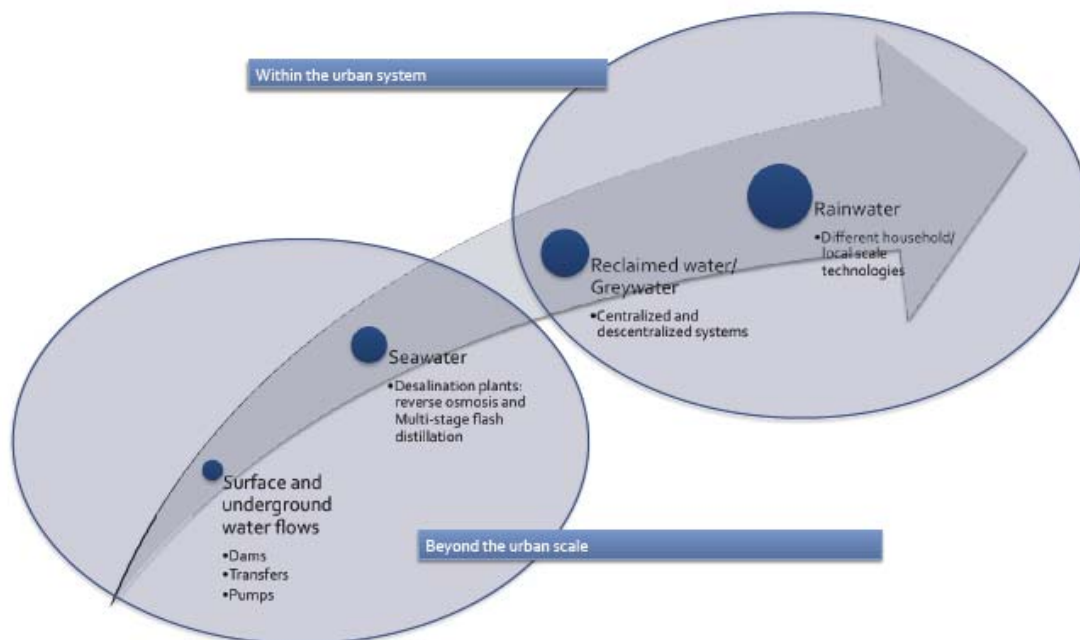 Within the urban system
Rainwater
•Different household/
local scale
technologies
Reclaimed water/
Greywater
•Centralized and
descentralized systems
Seawater
•Desalination plants:
reverse osmosis and
Multi-stage flash
distillation
Surface and
underground
water flows
•Dams
•Transfers
•Pumps
Beyond the urban scale